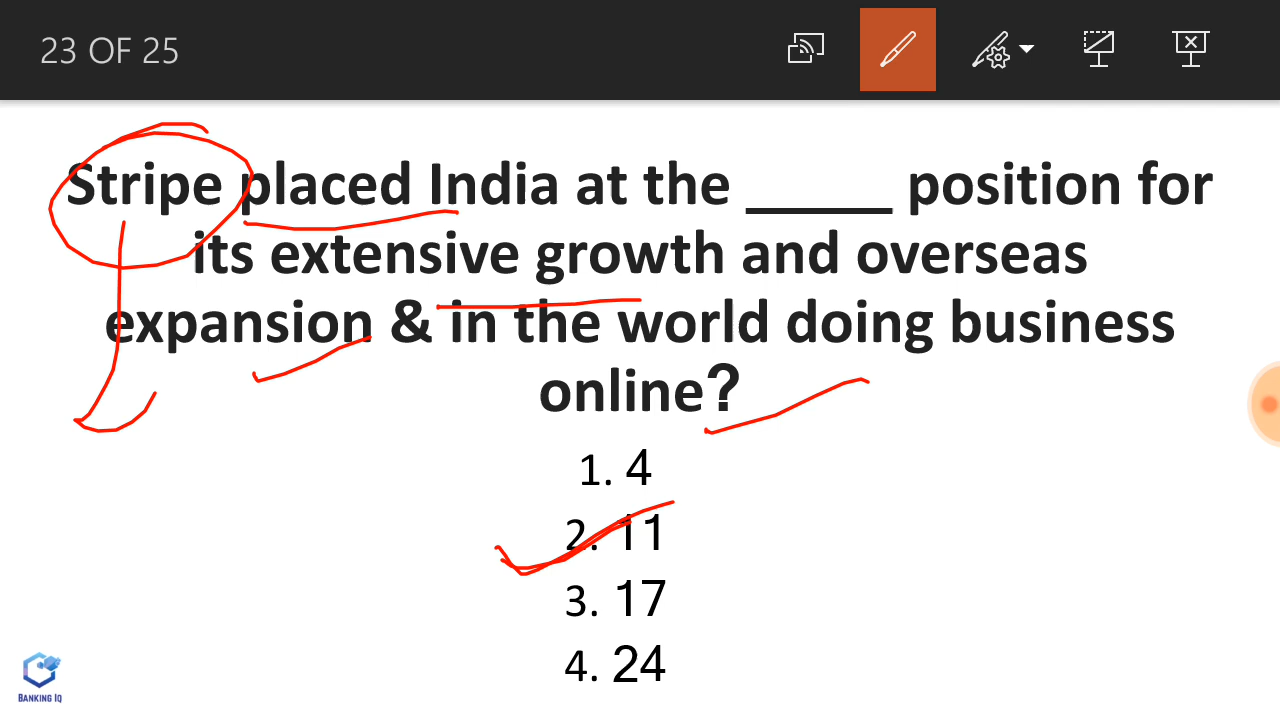 23 OF 25
Stripe placed India at the _____ position for
its extensive growth and overseas
expansion & in the world doing business
online?
1. 4
2. 11
3. 17
4. 24
BANKING IQ